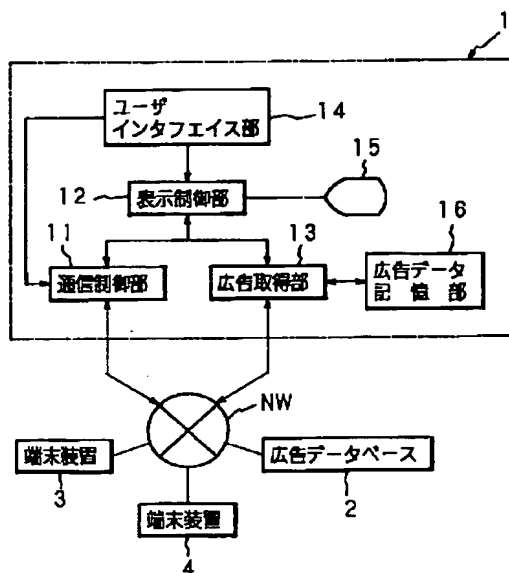 1
ユーザ
インタフェイス部
14
15
12
表示制御部
16
11
13
通信制御部
広告取得部
広告データ
記憶部
NW
端末装置
3
広告データベース
2
端末装置
4